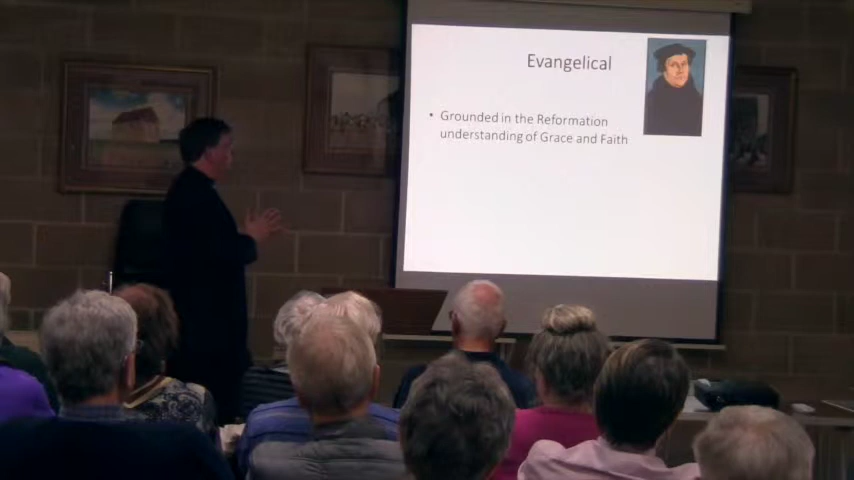 Evangelical
• Grounded in the Reformation
understanding of Grace and Faith